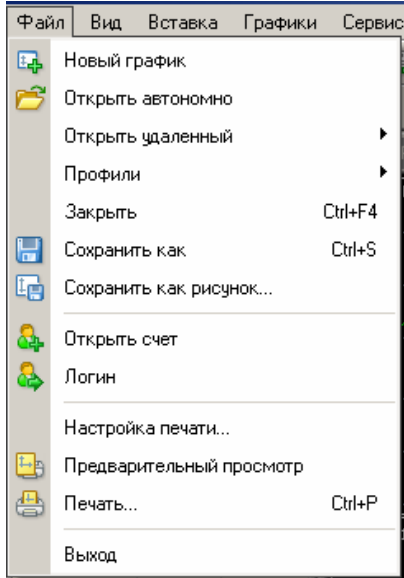 Файл Вид Вставка Графики Сервис
Новый график
Открыть автономно
Открыть удаленный
Профили
Закрыть Ctrl+F4
Сохранить как Ctrl+S
Сохранить как рисунок...
Открыть счет
Логин
Настройка печати...
Предварительный просмотр
Печать... Ctrl+P
Выход